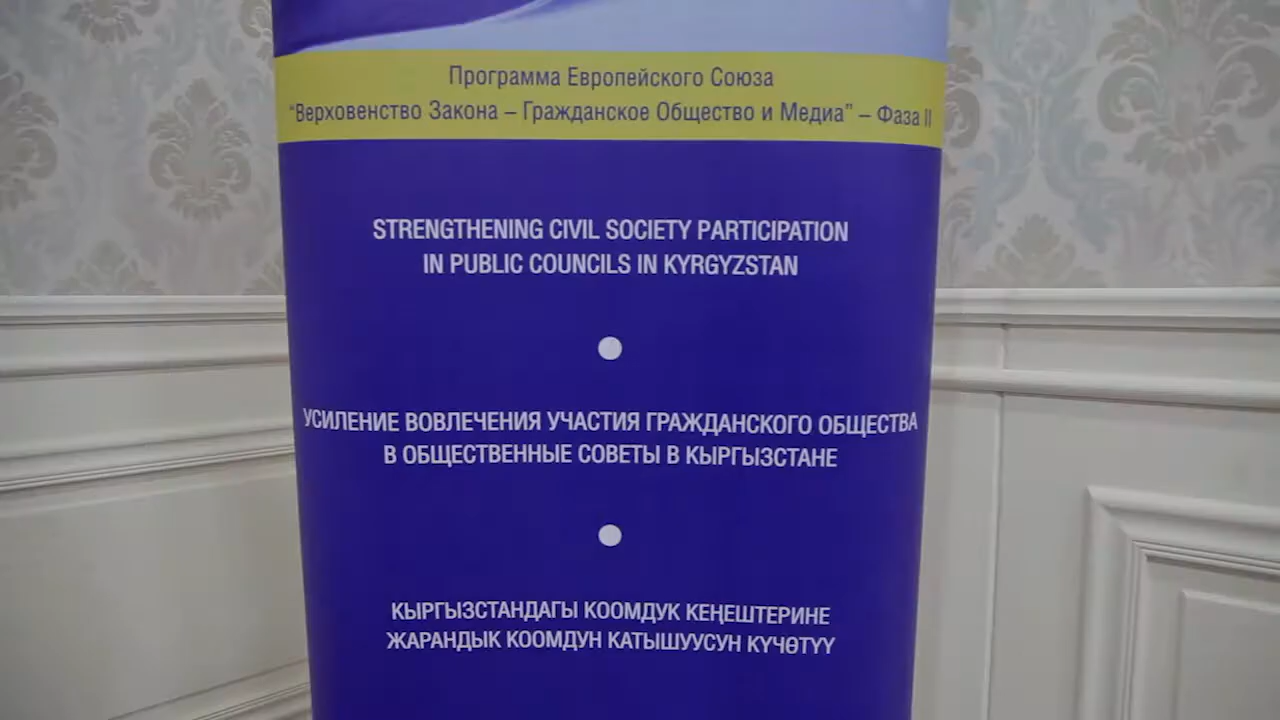 Программа Европейского Союза
“Верховенство Закона – Гражданское Общество и Медиа” – Фаза II
STRENGTHENING CIVIL SOCIETY PARTICIPATION
IN PUBLIC COUNCILS IN KYRGYZSTAN
УСИЛЕНИЕ ВОВЛЕЧЕНИЯ УЧАСТИЯ ГРАЖДАНСКОГО ОБЩЕСТВА
В ОБЩЕСТВЕННЫЕ СОВЕТЫ В КЫРГЫЗСТАНЕ
КЫРГЫЗСТАНДАГЫ КООМДУК КЕҢЕШТЕРИНЕ
ЖАРАНДЫК КООМДУН КАТЫШУУСУН КҮЧӨТҮҮ